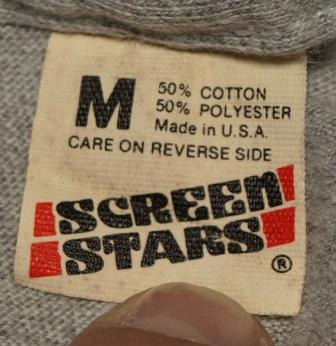 M
50% COTTON
50% POLYESTER
Made in U.S.A.
CARE ON REVERSE SIDE
SCREEN
STARS
®